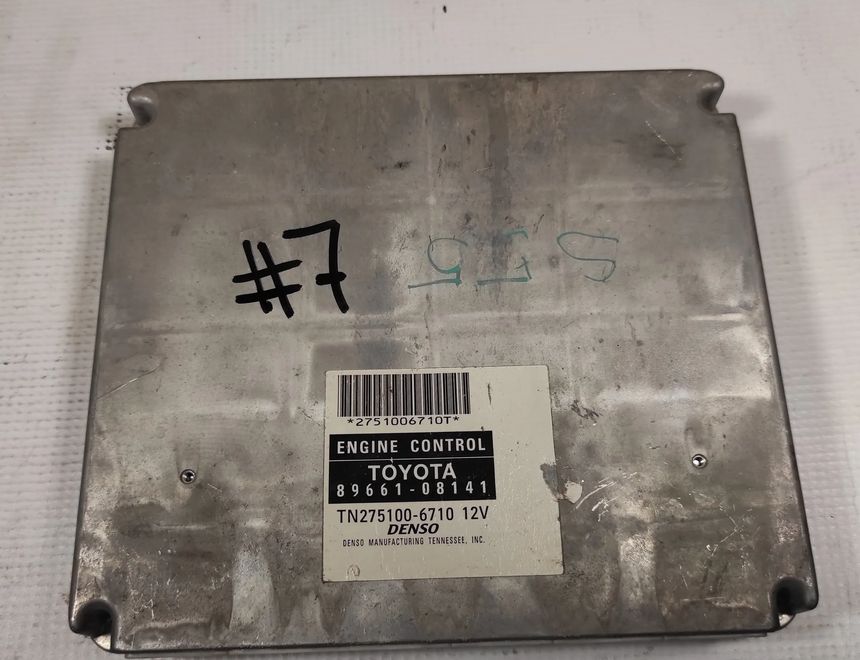 #7
*2751006710T*
ENGINE CONTROL
TOYOTA
89661-08141
TN275100-6710 12V
DENSO
DENSO MANUFACTURING TENNESSEE, INC.